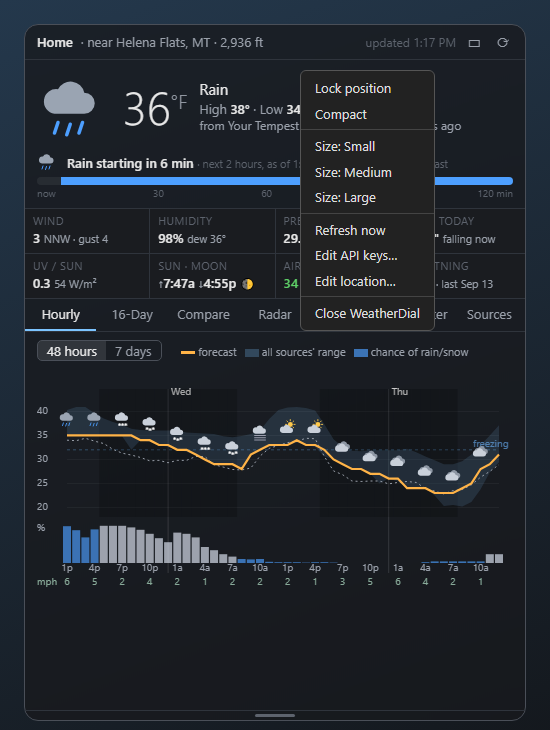 Home · near Helena Flats, MT · 2,936 ft updated 1:17 PM
36°F
Rain
High 38° · Low 34
from Your Tempest s ago
Rain starting in 6 min · next 2 hours, as of 1:
now 30 60 120 min
WIND HUMIDITY TODAY
3 NNW · gust 4 98% dew 36° 29. falling now
UV / SUN SUN · MOON AIR
0.3 54 W/m² ↑7:47a ↓4:55p 34 · last Sep 13
Lock position
Compact
Size: Small
Size: Medium
Size: Large
Refresh now
Edit API keys...
Edit location...
Close WeatherDial
Hourly 16-Day Compare Radar Sources
48 hours 7 days forecast all sources' range chance of rain/snow
Wed Thu
40
35
freezing
30
25
20
%
1p 4p 7p 10p 1a 4a 7a 10a 1p 4p 7p 10p 1a 4a 7a 10a
mph 6 5 2 4 2 1 2 2 2 1 3 5 6 4 2 1